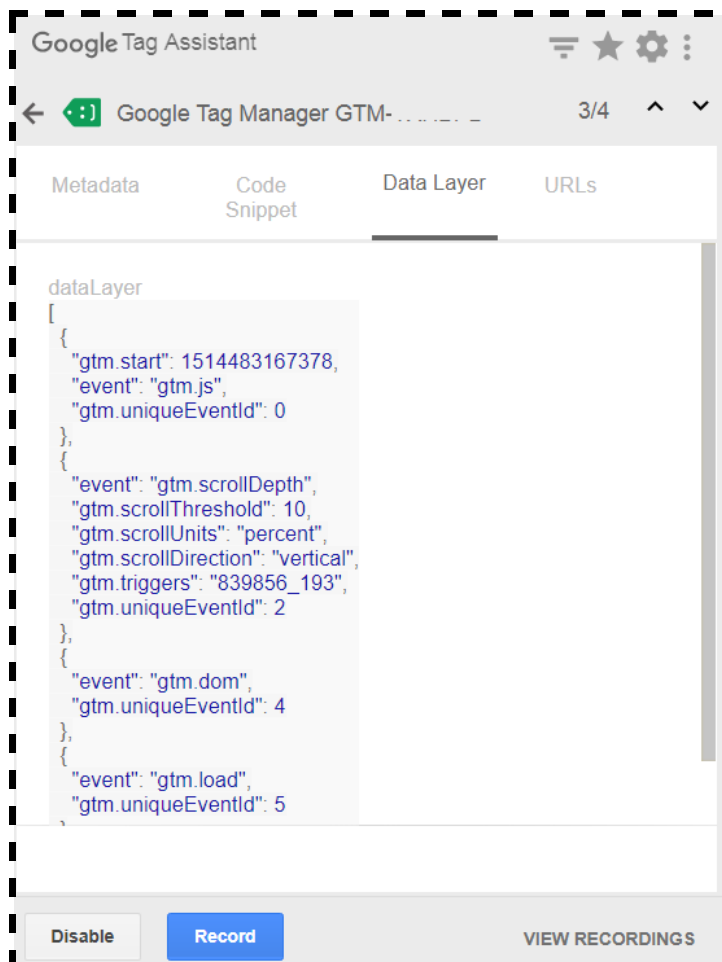 Google Tag Assistant
Google Tag Manager GTM-
3/4
Metadata
Code
Snippet
Data Layer
URLs
dataLayer
[
{
"gtm.start": 1514483167378,
"event": "gtm.js",
"gtm.uniqueEventId": 0
},
{
"event": "gtm.scrollDepth",
"gtm.scrollThreshold": 10,
"gtm.scrollUnits": "percent",
"gtm.scrollDirection": "vertical",
"gtm.triggers": "839856_193",
"gtm.uniqueEventId": 2
},
{
"event": "gtm.dom",
"gtm.uniqueEventId": 4
},
{
"event": "gtm.load",
"gtm.uniqueEventId": 5
Disable
Record
VIEW RECORDINGS